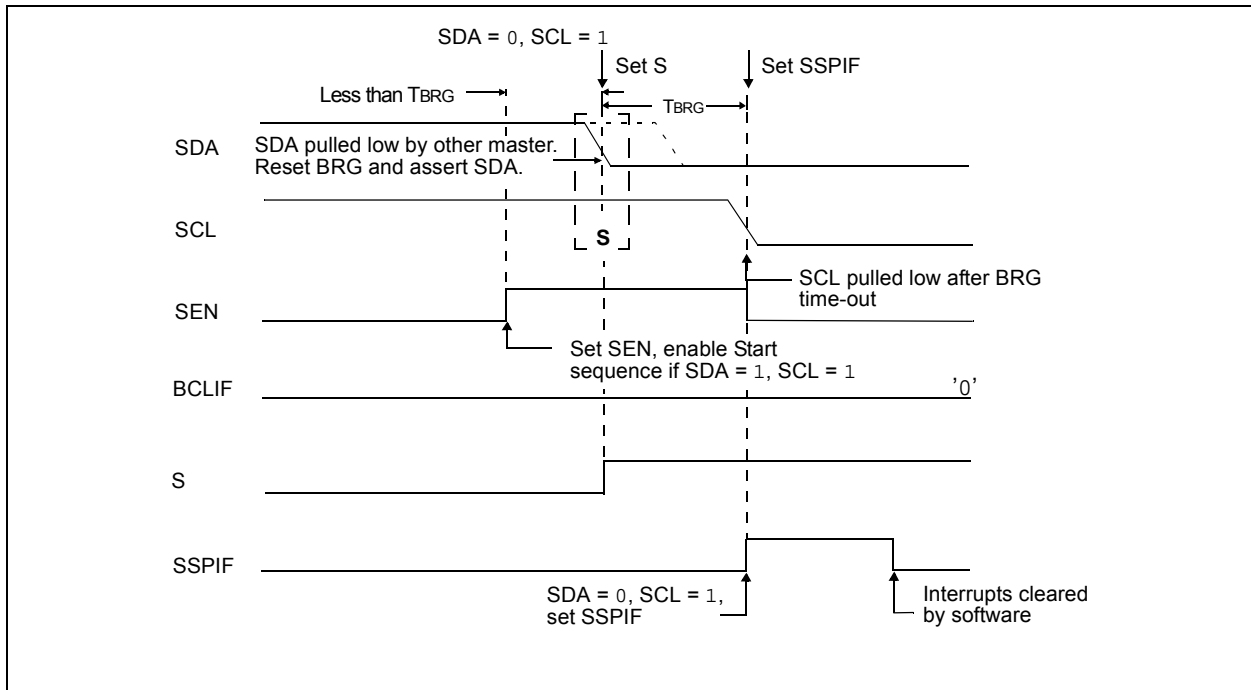 SDA = 0, SCL = 1
Set S
Set SSPIF
Less than TBRG
TBRG
SDA
SDA pulled low by other master.
Reset BRG and assert SDA.
SCL
S
SCL pulled low after BRG
time-out
SEN
Set SEN, enable Start
sequence if SDA = 1, SCL = 1
BCLIF
'0'
S
SSPIF
SDA = 0, SCL = 1,
set SSPIF
Interrupts cleared
by software